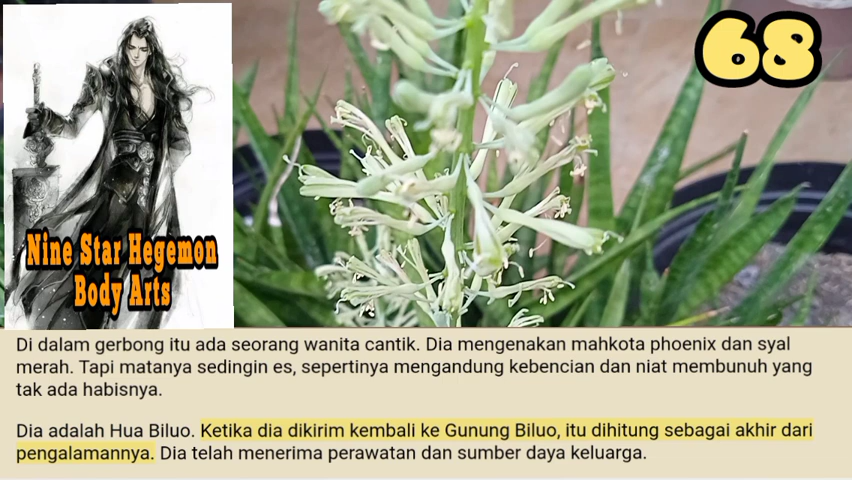 68
Nine Star Hegemon
Body Arts
Di dalam gerbong itu ada seorang wanita cantik. Dia mengenakan mahkota phoenix dan syal
merah. Tapi matanya sedingin es, sepertinya mengandung kebencian dan niat membunuh yang
tak ada habisnya.
Dia adalah Hua Biluo. Ketika dia dikirim kembali ke Gunung Biluo, itu dihitung sebagai akhir dari
pengalamannya. Dia telah menerima perawatan dan sumber daya keluarga.